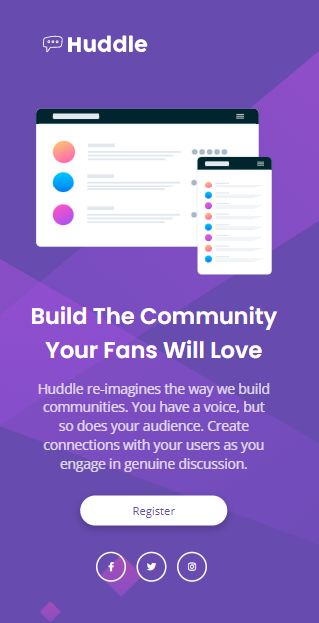 Huddle
Build The Community
Your Fans Will Love
Huddle re-imagines the way we build
communities. You have a voice, but
so does your audience. Create
connections with your users as you
engage in genuine discussion.
Register